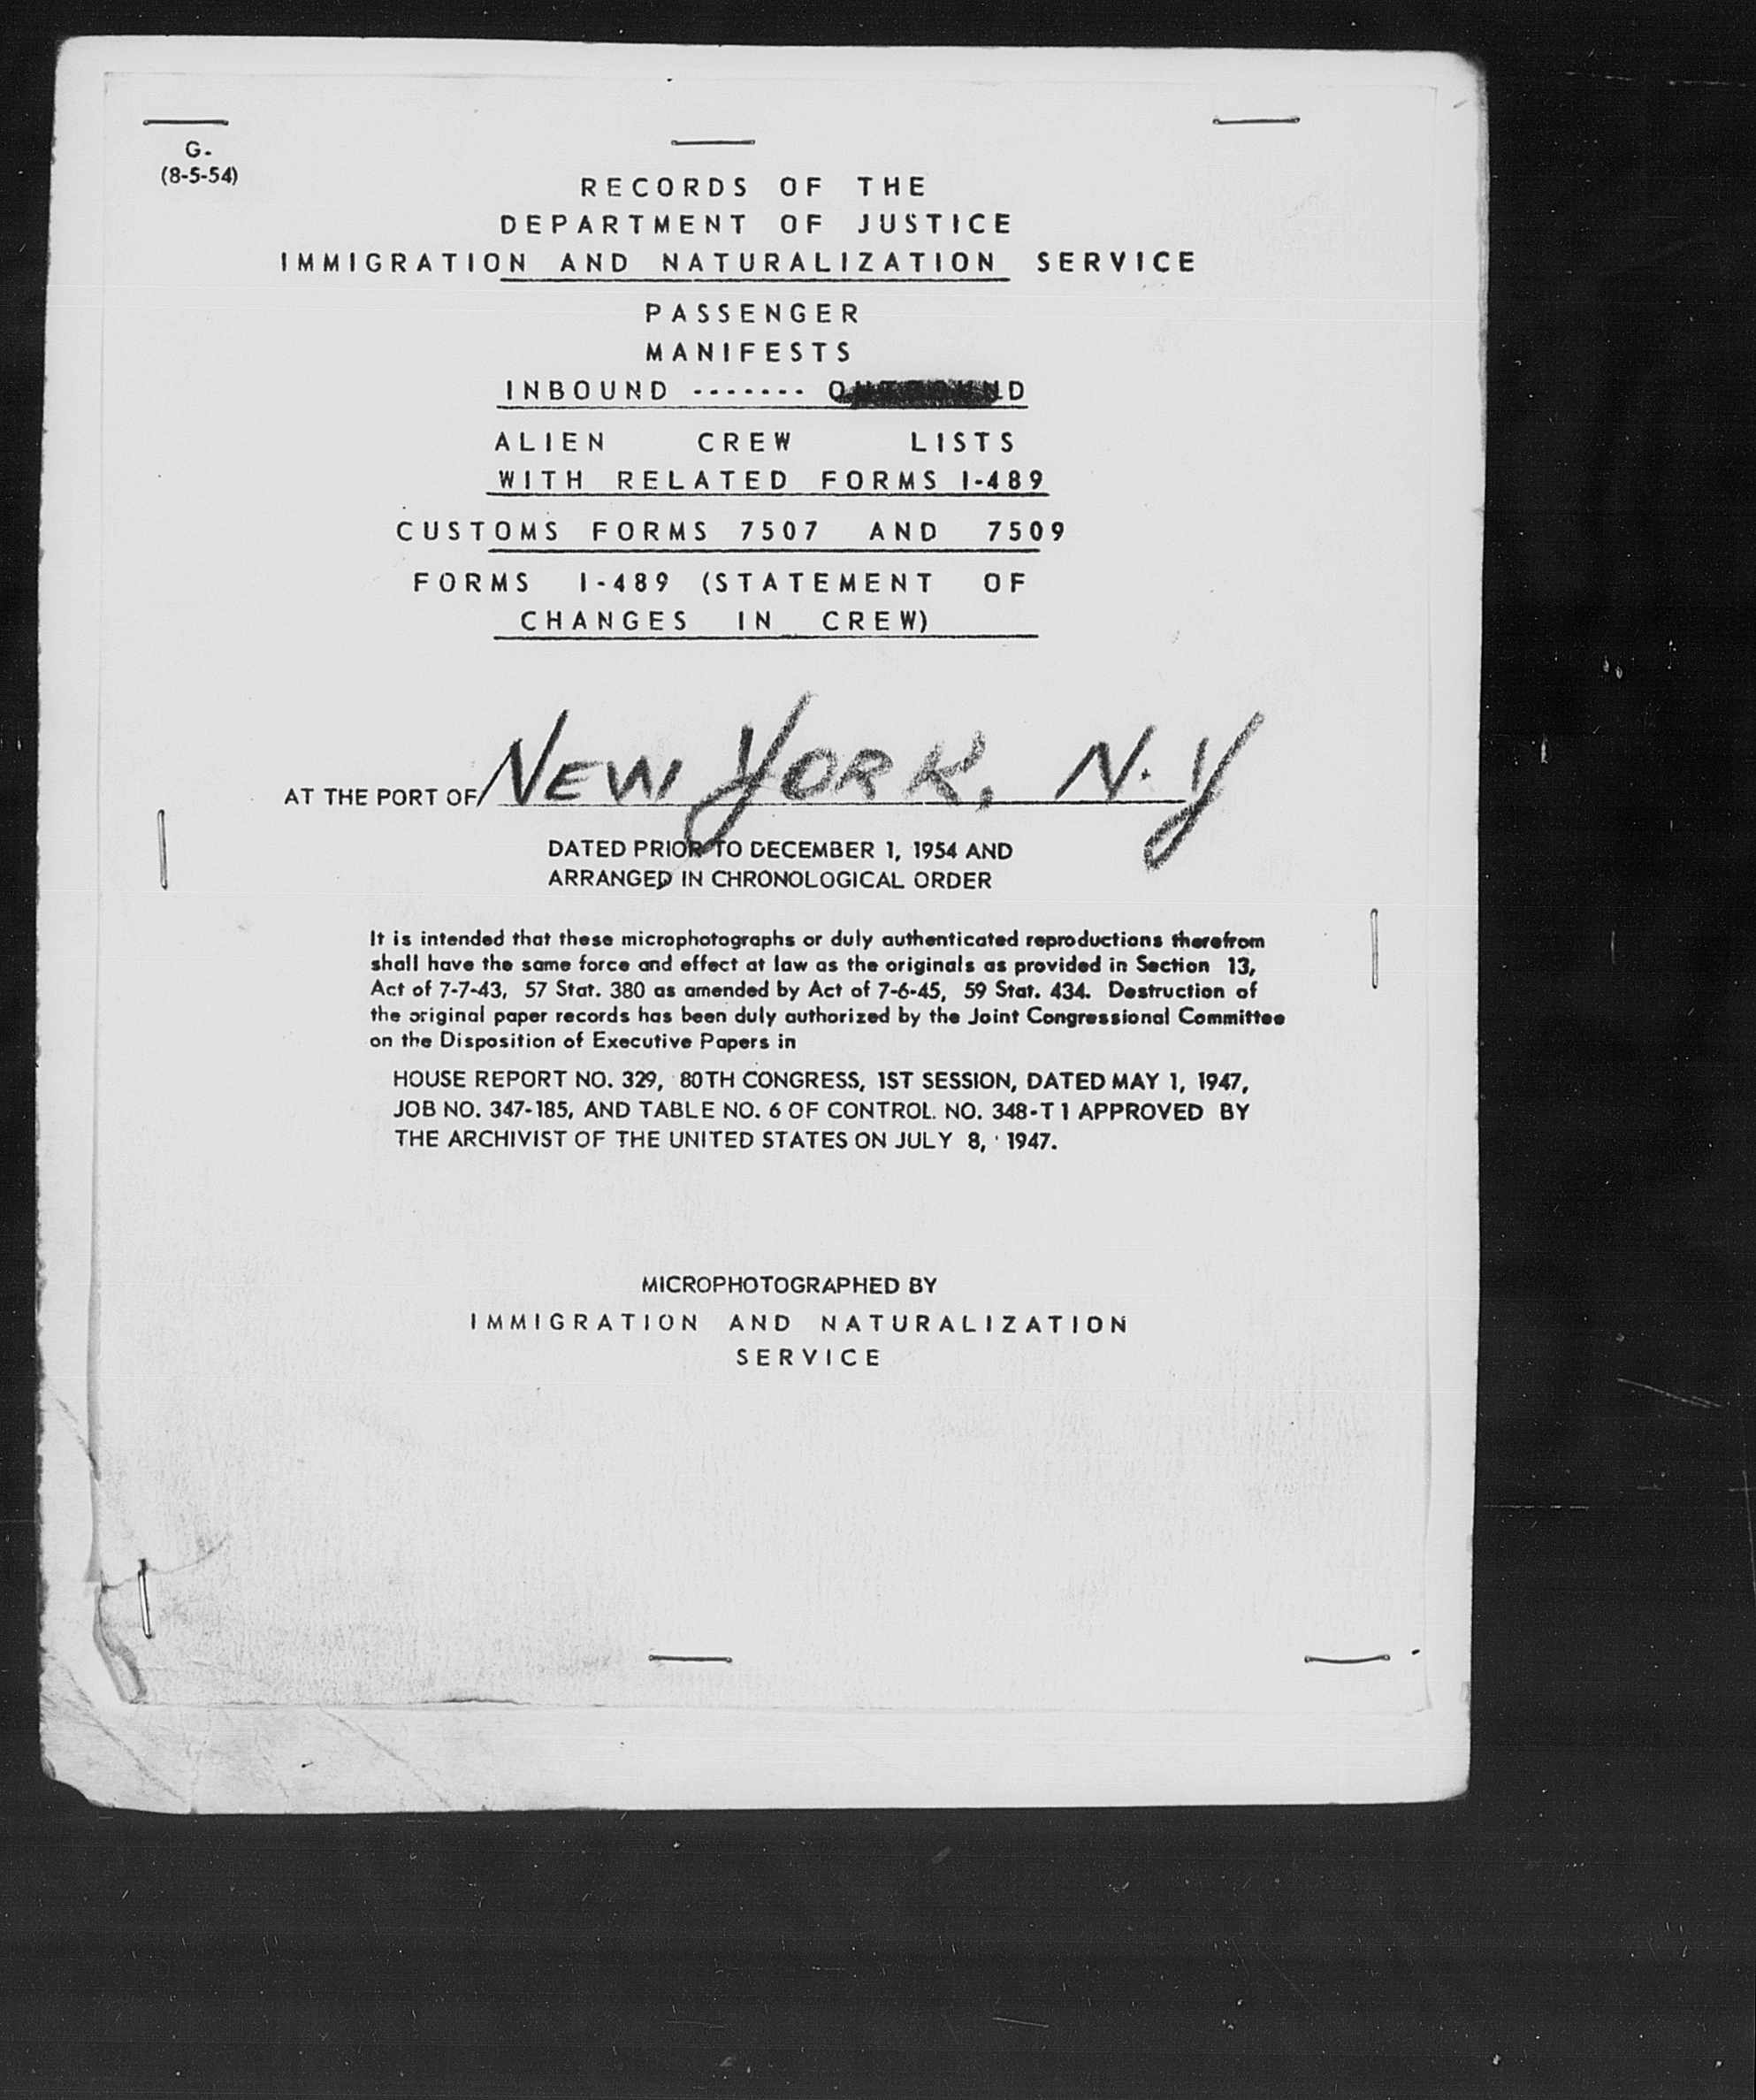 G.
(8-5-54)
RECORDS OF THE
DEPARTMENT OF JUSTICE
IMMIGRATION AND NATURALIZATION SERVICE
PASSENGER
MANIFESTS
INBOUND -------
ALIEN CREW LISTS
WITH RELATED FORMS I-489
CUSTOMS FORMS 7507 AND 7509
FORMS I-489 (STATEMENT OF
CHANGES IN CREW)
AT THE PORT OF NEW YORK, N.Y
DATED PRIOR TO DECEMBER 1, 1954 AND
ARRANGED IN CHRONOLOGICAL ORDER
It is intended that these microphotographs or duly authenticated reproductions therefrom
shall have the same force and effect at law as the originals as provided in Section 13,
Act of 7-7-43, 57 Stat. 380 as amended by Act of 7-6-45, 59 Stat. 434. Destruction of
the original paper records has been duly authorized by the Joint Congressional Committee
on the Disposition of Executive Papers in
HOUSE REPORT NO. 329, 80TH CONGRESS, 1ST SESSION, DATED MAY 1, 1947,
JOB NO. 347-185, AND TABLE NO. 6 OF CONTROL. NO. 348-T1 APPROVED BY
THE ARCHIVIST OF THE UNITED STATES ON JULY 8, 1947.
MICROPHOTOGRAPHED BY
IMMIGRATION AND NATURALIZATION
SERVICE